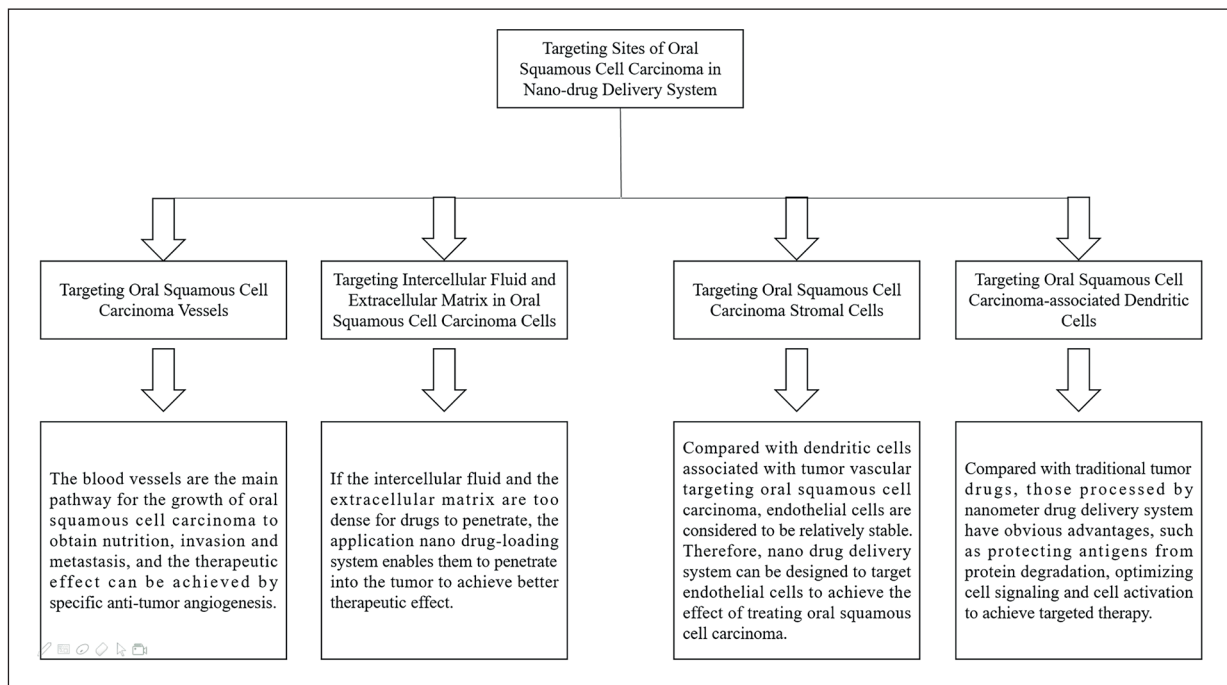 Targeting Sites of Oral
Squamous Cell Carcinoma in
Nano-drug Delivery System
Targeting Oral Squamous Cell
Carcinoma Vessels
Targeting Intercellular Fluid and
Extracellular Matrix in Oral
Squamous Cell Carcinoma Cells
Targeting Oral Squamous Cell
Carcinoma Stromal Cells
Targeting Oral Squamous Cell
Carcinoma-associated Dendritic
Cells
The blood vessels are the main
pathway for the growth of oral
squamous cell carcinoma to
obtain nutrition, invasion and
metastasis, and the therapeutic
effect can be achieved by
specific anti-tumor angiogenesis.
If the intercellular fluid and the
extracellular matrix are too
dense for drugs to penetrate, the
application nano drug-loading
system enables them to penetrate
into the tumor to achieve better
therapeutic effect.
Compared with dendritic cells
associated with tumor vascular
targeting oral squamous cell
carcinoma, endothelial cells are
considered to be relatively stable.
Therefore, nano drug delivery
system can be designed to target
endothelial cells to achieve the
effect of treating oral squamous
cell carcinoma.
Compared with traditional tumor
drugs, those processed by
nanometer drug delivery system
have obvious advantages, such
as protecting antigens from
protein degradation, optimizing
cell signaling and cell activation
to achieve targeted therapy.